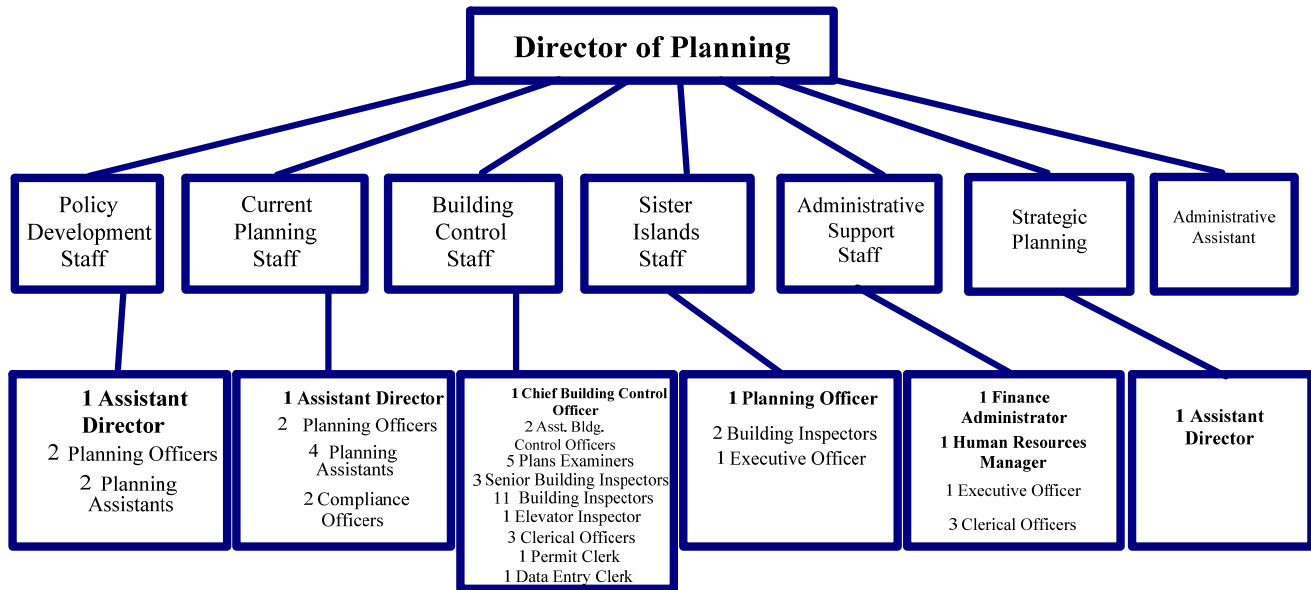 Director of Planning
Policy
Development
Staff
Current
Planning
Staff
Building
Control
Staff
Sister
Islands
Staff
Administrative
Support
Staff
Strategic
Planning
Administrative
Assistant
1 Assistant
Director
2 Planning Officers
2 Planning
Assistants
1 Assistant Director
2 Planning Officers
4 Planning
Assistants
2 Compliance
Officers
1 Chief Building Control
Officer
2 Asst. Bldg.
Control Officers
5 Plans Examiners
3 Senior Building Inspectors
11 Building Inspectors
1 Elevator Inspector
3 Clerical Officers
1 Permit Clerk
1 Data Entry Clerk
1 Planning Officer
2 Building Inspectors
1 Executive Officer
1 Finance
Administrator
1 Human Resources
Manager
1 Executive Officer
3 Clerical Officers
1 Assistant
Director